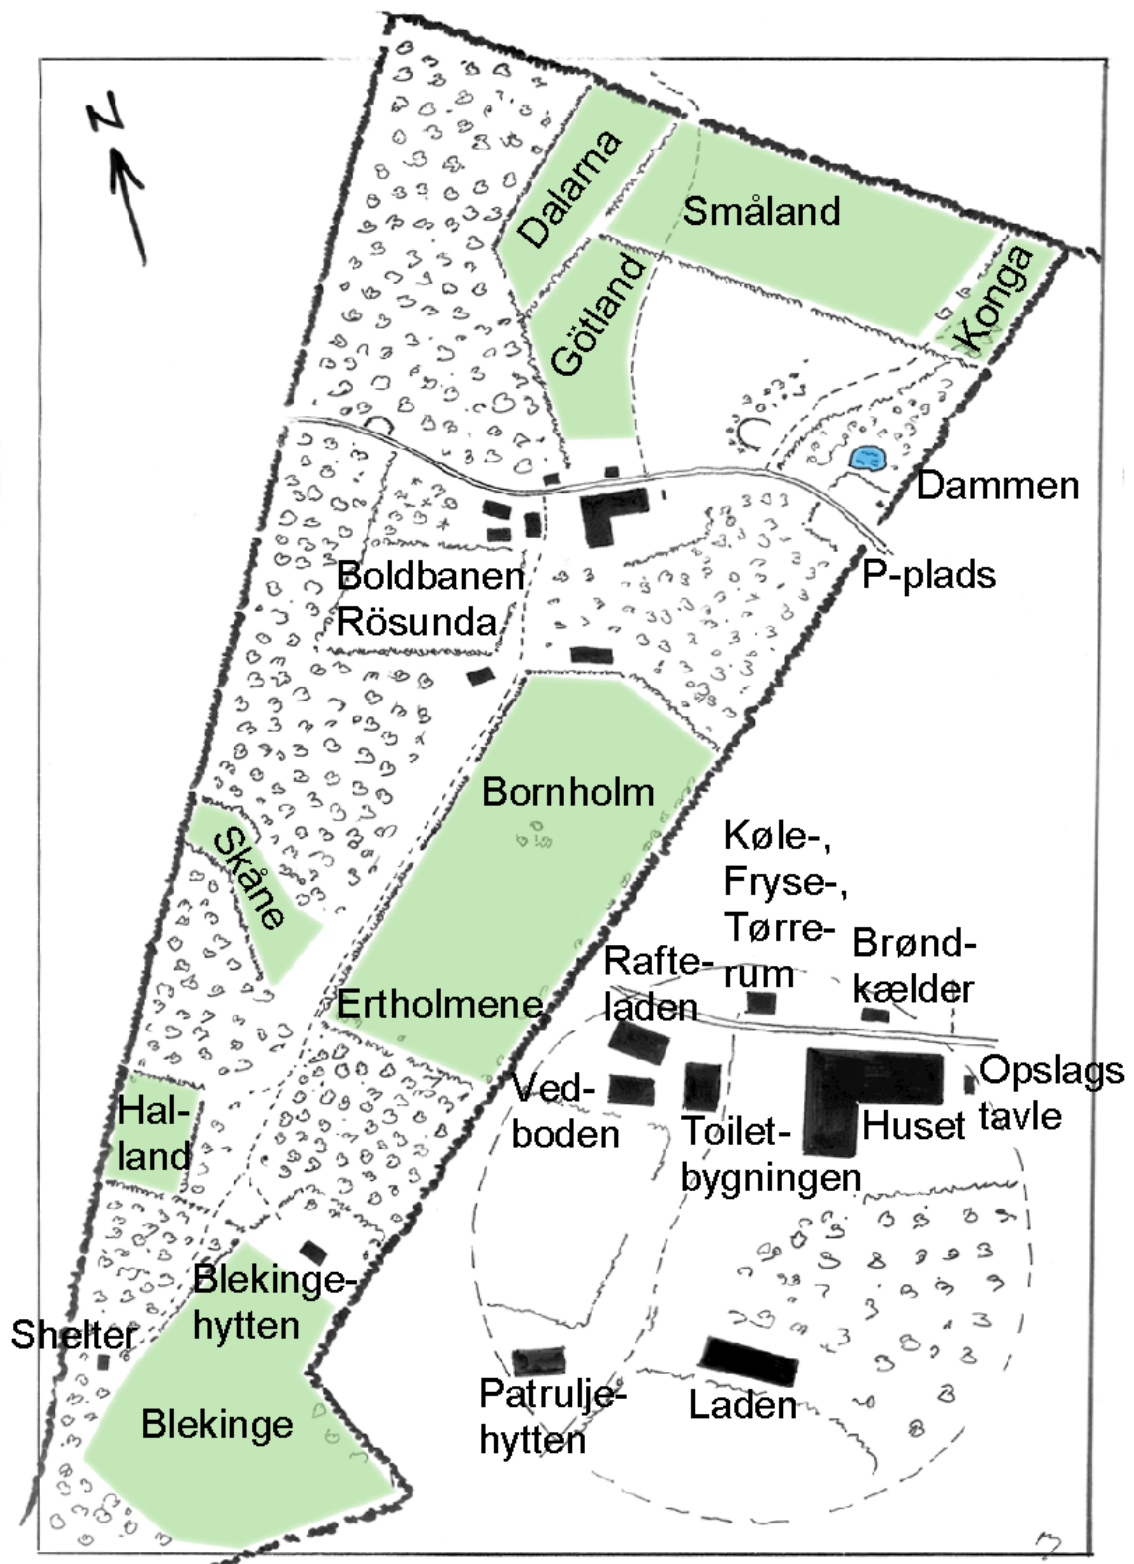 N
Dalarna
Småland
Konga
Götland
Dammen
P-plads
Boldbanen
Rösunda
Bornholm
Skåne
Ertholmene
Køle-,
Fryse-,
Tørre-
rum
Brønd-
kælder
Rafte-
laden
Ved-
boden
Toilet-
bygningen
Huset
Opslags
tavle
Hal-
land
Blekinge-
hytten
Shelter
Blekinge
Patrulje-
hytten
Laden